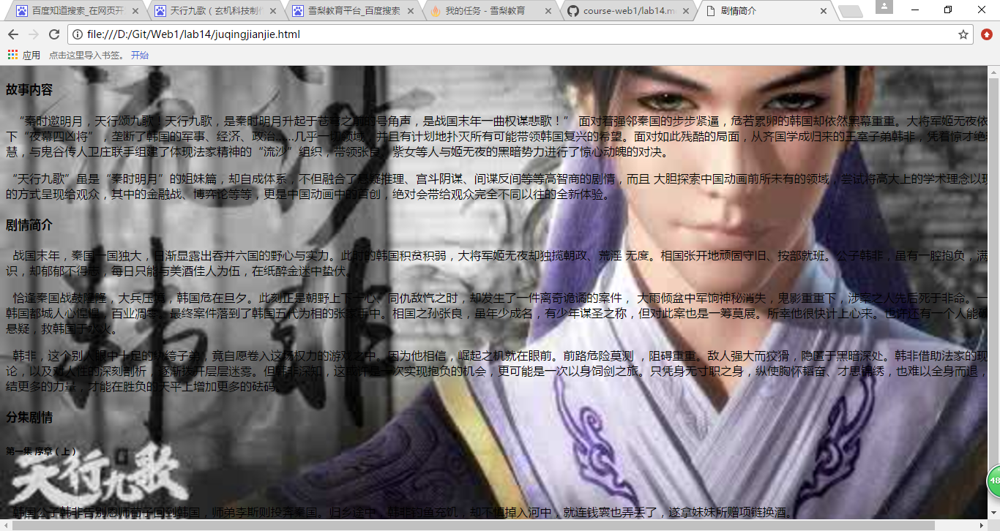 百度知道搜索_在网页开
天行九歌（玄机科技制作
雪梨教育平台_百度搜索
我的任务 - 雪梨教育
course-web1/lab14.m
剧情简介
file:///D:/Git/Web1/lab14/juqingjianjie.html
应用 点击这里导入书签。 开始
故事内容
“秦时邀明月，天行颂九歌！天行九歌，是秦时明月升起于苍穹之前的号角声，是战国末年一曲权谋悲歌！” 面对着强邻秦国的步步紧逼，危若累卵的韩国却依然黑幕重重。大将军姬无夜依
下“夜幕四凶将”，垄断了韩国的军事、经济、政治……几乎一切领域，并且有计划地扑灭所有可能带领韩国复兴的希望。面对如此残酷的局面，从齐国学成归来的王室子弟韩非，凭着惊才绝
慧，与鬼谷传人卫庄联手组建了体现法家精神的“流沙”组织，带领张良、紫女等人与姬无夜的黑暗势力进行了惊心动魄的对决。
“天行九歌”虽是“秦时明月”的姐妹篇，却自成体系，不但融合了悬疑推理、宫斗阴谋、间谍反间等等高智商的剧情，而且 大胆探索中国动画前所未有的领域，尝试将高大上的学术理念以现
的方式呈现给观众，其中的金融战、博弈论等等，更是中国动画中的首创，绝对会带给观众完全不同以往的全新体验。
剧情简介
战国末年，秦国一国独大，日渐显露出吞并六国的野心与实力。此时的韩国积贫积弱，大将军姬无夜却独揽朝政、荒淫 无度。相国张开地顽固守旧、按部就班。公子韩非，虽有一腔抱负，满
识，却郁郁不得志，每日只能与美酒佳人为伍，在纸醉金迷中蛰伏。
恰逢秦国战鼓隆隆，大兵压境，韩国危在旦夕。此刻正是朝野上下一心、同仇敌忾之时，却发生了一件离奇诡谲的案件， 大雨倾盆中军饷神秘消失，鬼影重重下，涉案之人先后死于非命。一
韩国都城人心惶惶，百业凋零。最终案件落到了韩国五代为相的张家手中。相国之孙张良，虽年少成名，有少年谋圣之称，但对此案也是一筹莫展。所幸他很快计上心来。也许还有一个人能破
悬疑，救韩国于水火。
韩非，这个别人眼中十足的纨绔子弟，竟自愿卷入这场权力的游戏之中。因为他相信，崛起之机就在眼前。前路危险莫测 ，阻碍重重。敌人强大而狡猾，隐匿于黑暗深处。韩非借助法家的现
论，以及对人性的深刻剖析，逐渐拨开层层迷雾。但韩非深知，这或许是一次实现抱负的机会，更可能是一次以身饲剑之旅。只凭身无寸职之身，纵使胸怀韬奋、才思锦绣，也难以全身而退，
结更多的力量，才能在胜负的天平上增加更多的砝码。
分集剧情
第一集 序章（上）
天行九歌
韩国公子韩非告别恩师荀子回到韩国，师弟李斯则投奔秦国。归乡途中，韩非钓鱼充饥，却不慎掉入河中，就连钱袋也弄丢了，遂拿妹妹所赠项链换酒。
48